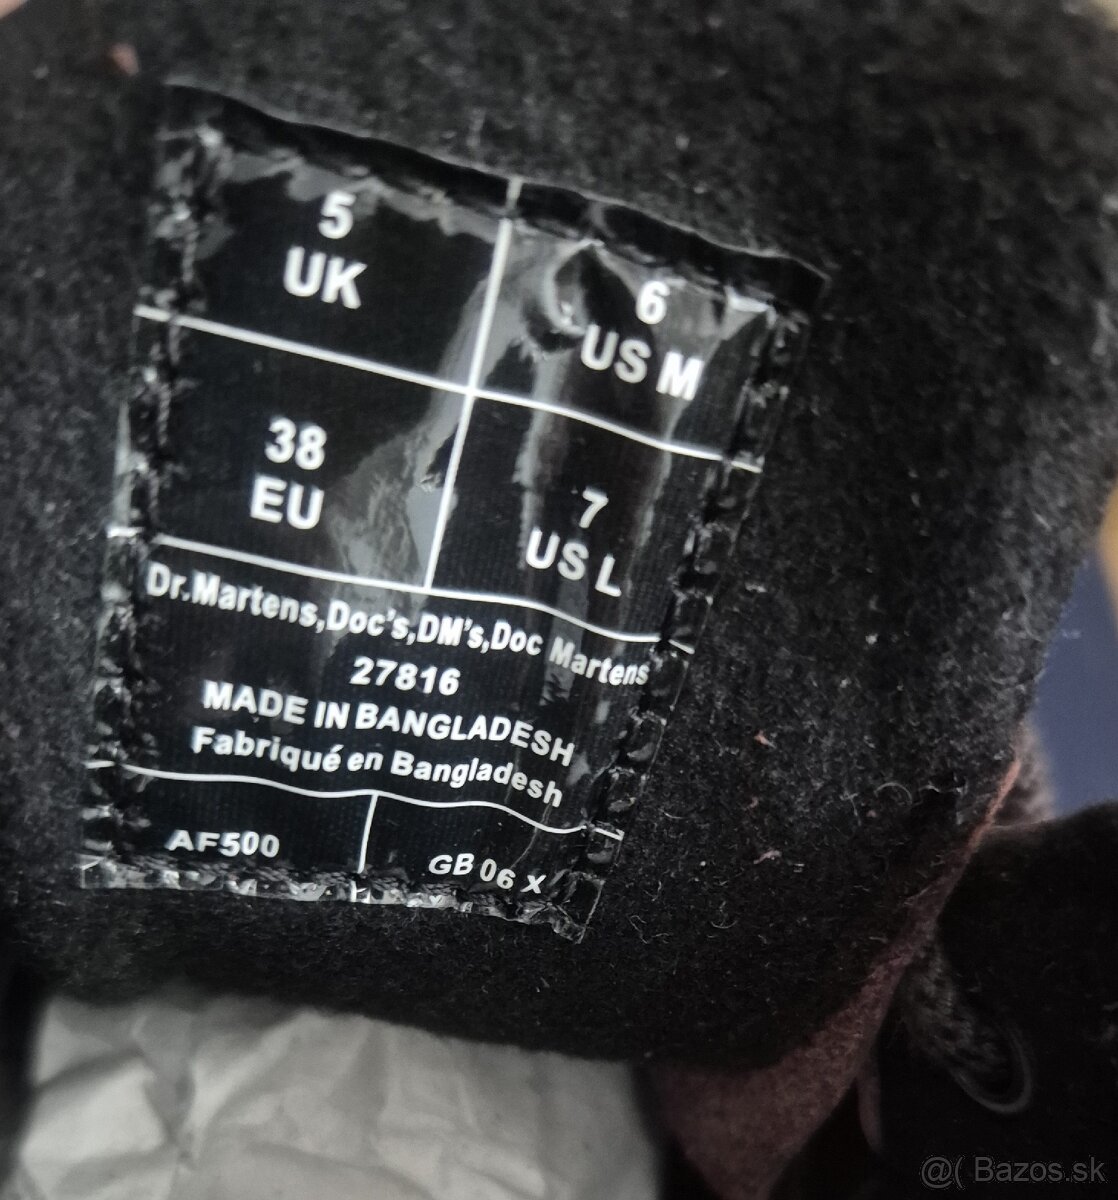 5
UK
6
US M
38
EU
7
US L
Dr.Martens,Doc's,DM's,Doc Martens
27816
MADE IN BANGLADESH
Fabriqué en Bangladesh
AF500
GB 06 X
@( Bazos.sk